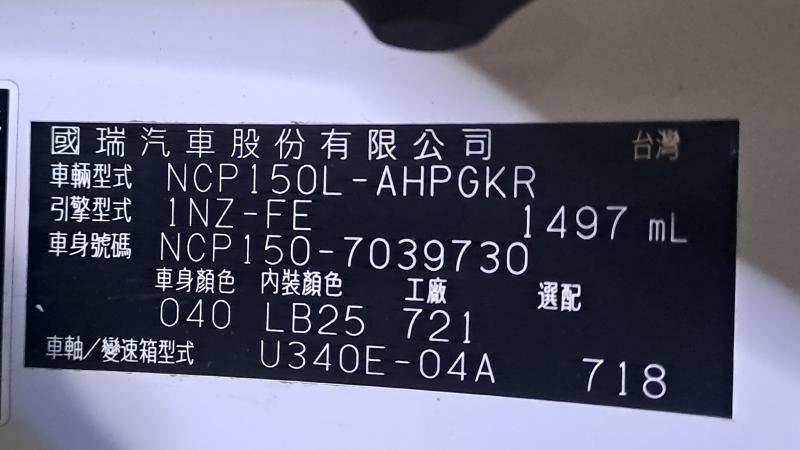 國瑞汽車股份有限公司 台灣
車輛型式 NCP150L-AHPGKR
引擎型式 1NZ-FE 1497 mL
車身號碼 NCP150-7039730
車身顏色 內裝顏色 工廠 選配
040 LB25 721
車軸/變速箱型式 U340E-04A 718